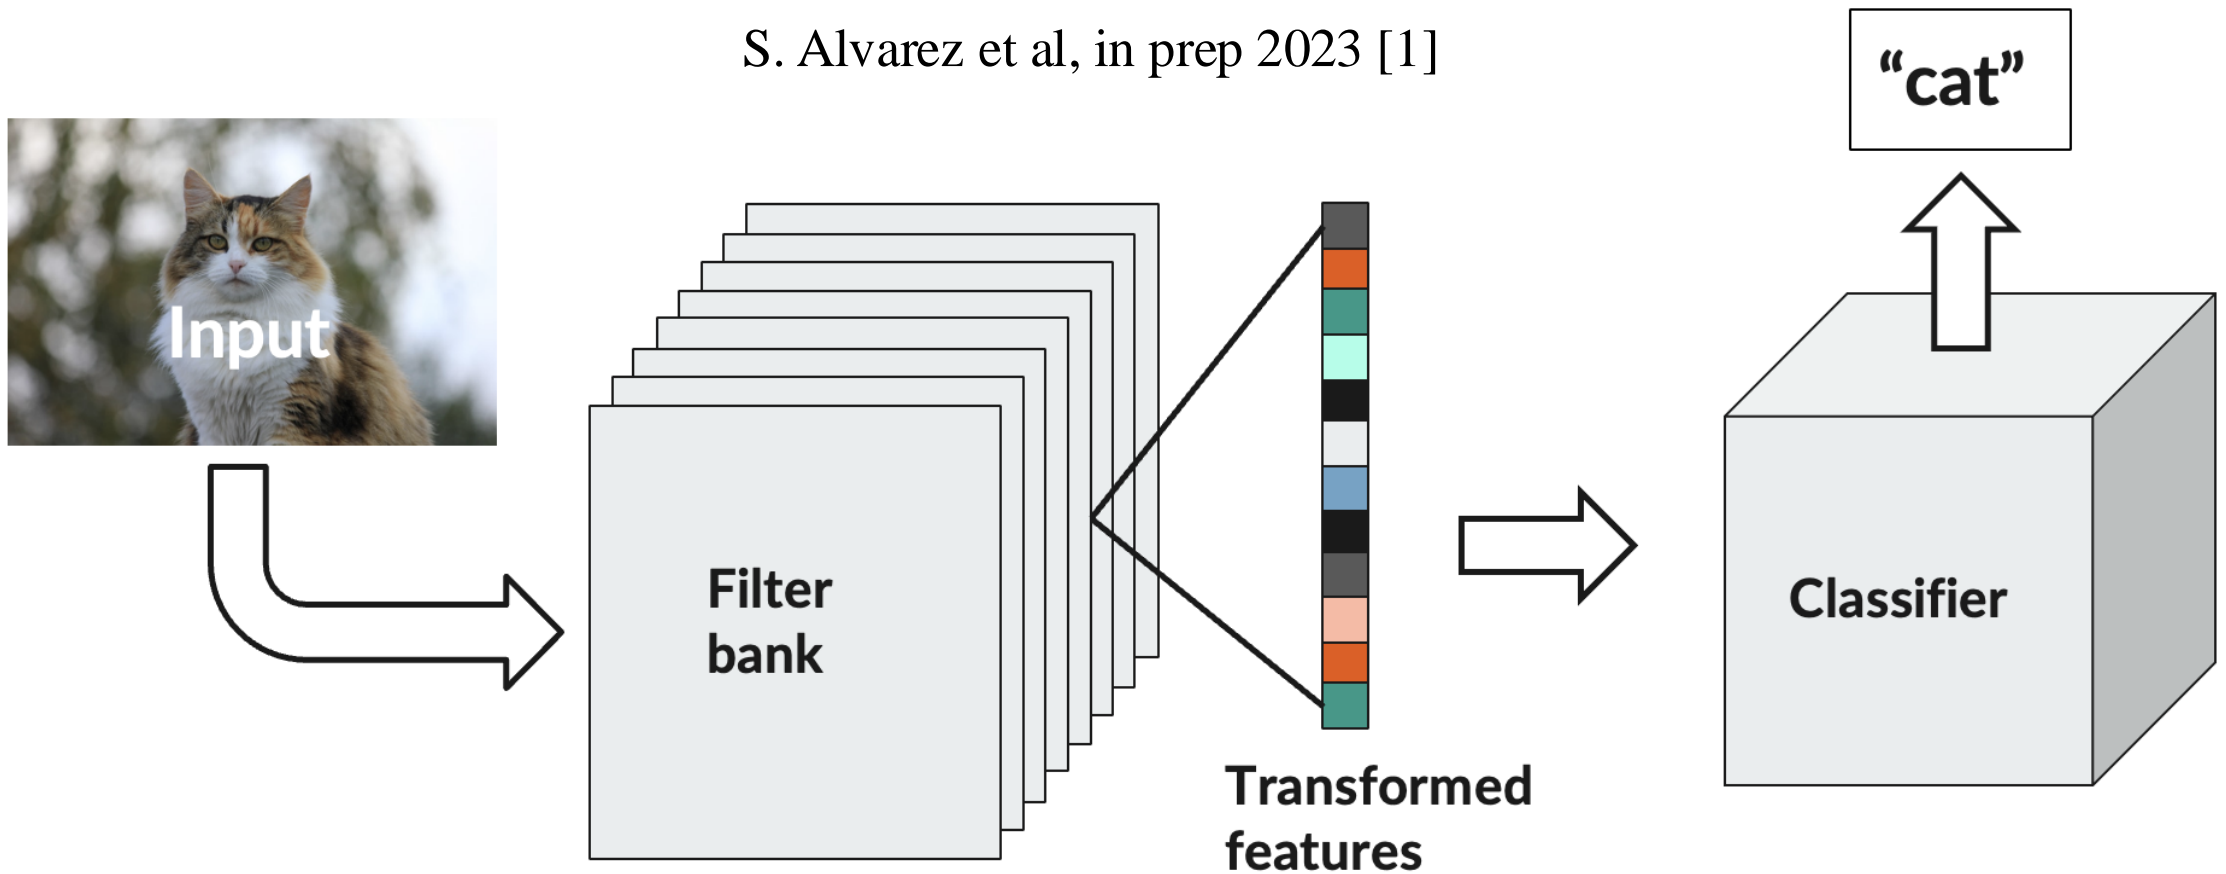 S. Alvarez et al, in prep 2023 [1]
“cat”
Input
Filter
bank
Classifier
Transformed
features